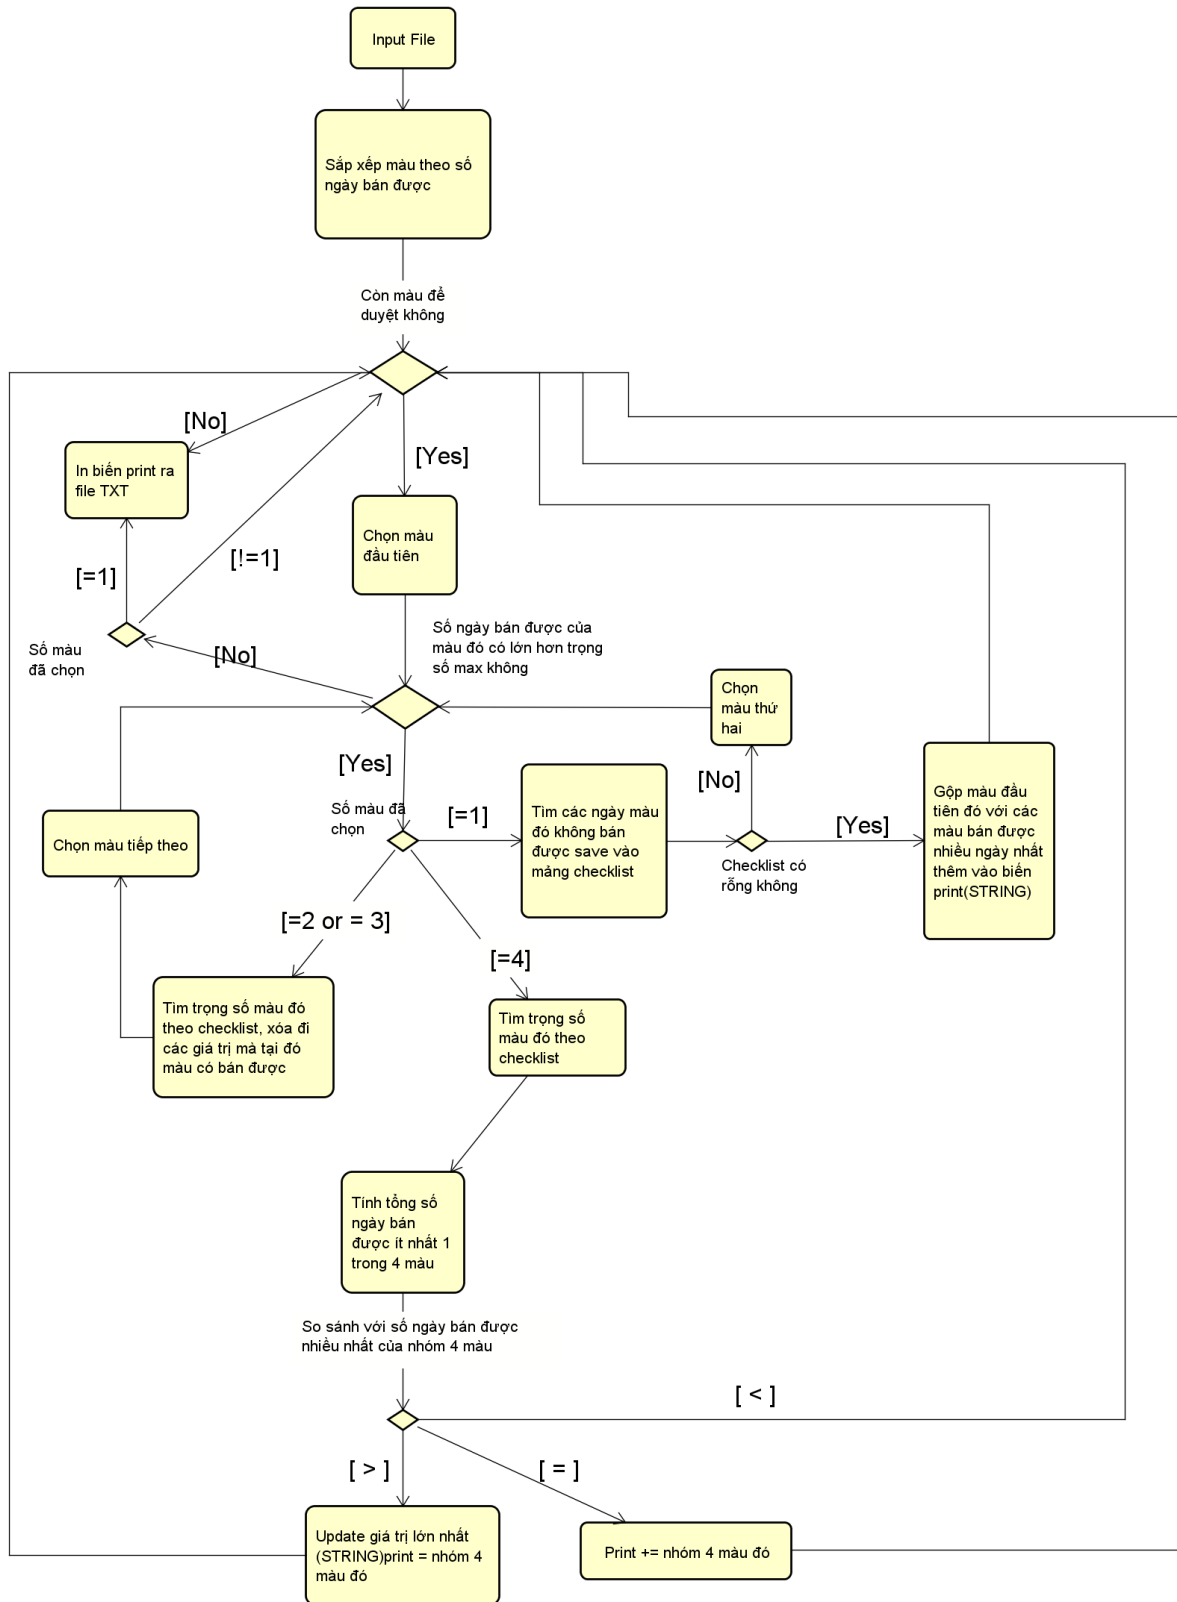 Input File
Sắp xếp màu theo số
ngày bán được
Còn màu để
duyệt không
[No]
[Yes]
In biến print ra
file TXT
Chọn màu
đầu tiên
[=1]
[!=1]
Số màu
đã chọn
[No]
Số ngày bán được của
màu đó có lớn hơn trọng
số max không
Chọn
màu thứ
hai
[Yes]
[No]
Số màu đã
chọn
[=1]
Tìm các ngày màu
đó không bán
được save vào
mảng checklist
[Yes]
Checklist có
rỗng không
Gộp màu đầu
tiên đó với các
màu bán được
nhiều ngày nhất
thêm vào biến
print(STRING)
Chọn màu tiếp theo
[=2 or = 3]
[=4]
Tìm trọng số màu đó
theo checklist, xóa đi
các giá trị mà tại đó
màu có bán được
Tìm trọng số
màu đó theo
checklist
Tính tổng số
ngày bán
được ít nhất 1
trong 4 màu
So sánh với số ngày bán được
nhiều nhất của nhóm 4 màu
[ < ]
[ > ]
[ = ]
Update giá trị lớn nhất
(STRING)print = nhóm 4
màu đó
Print += nhóm 4 màu đó